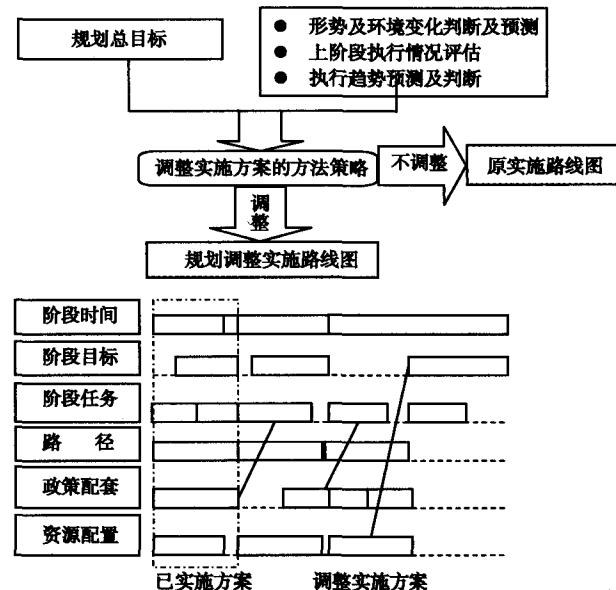 规划总目标
● 形势及环境变化判断及预测
● 上阶段执行情况评估
● 执行趋势预测及判断
调整实施方案的方法策略
不调整
原实施路线图
调整
规划调整实施路线图
阶段时间
阶段目标
阶段任务
路 径
政策配套
资源配置
已实施方案
调整实施方案